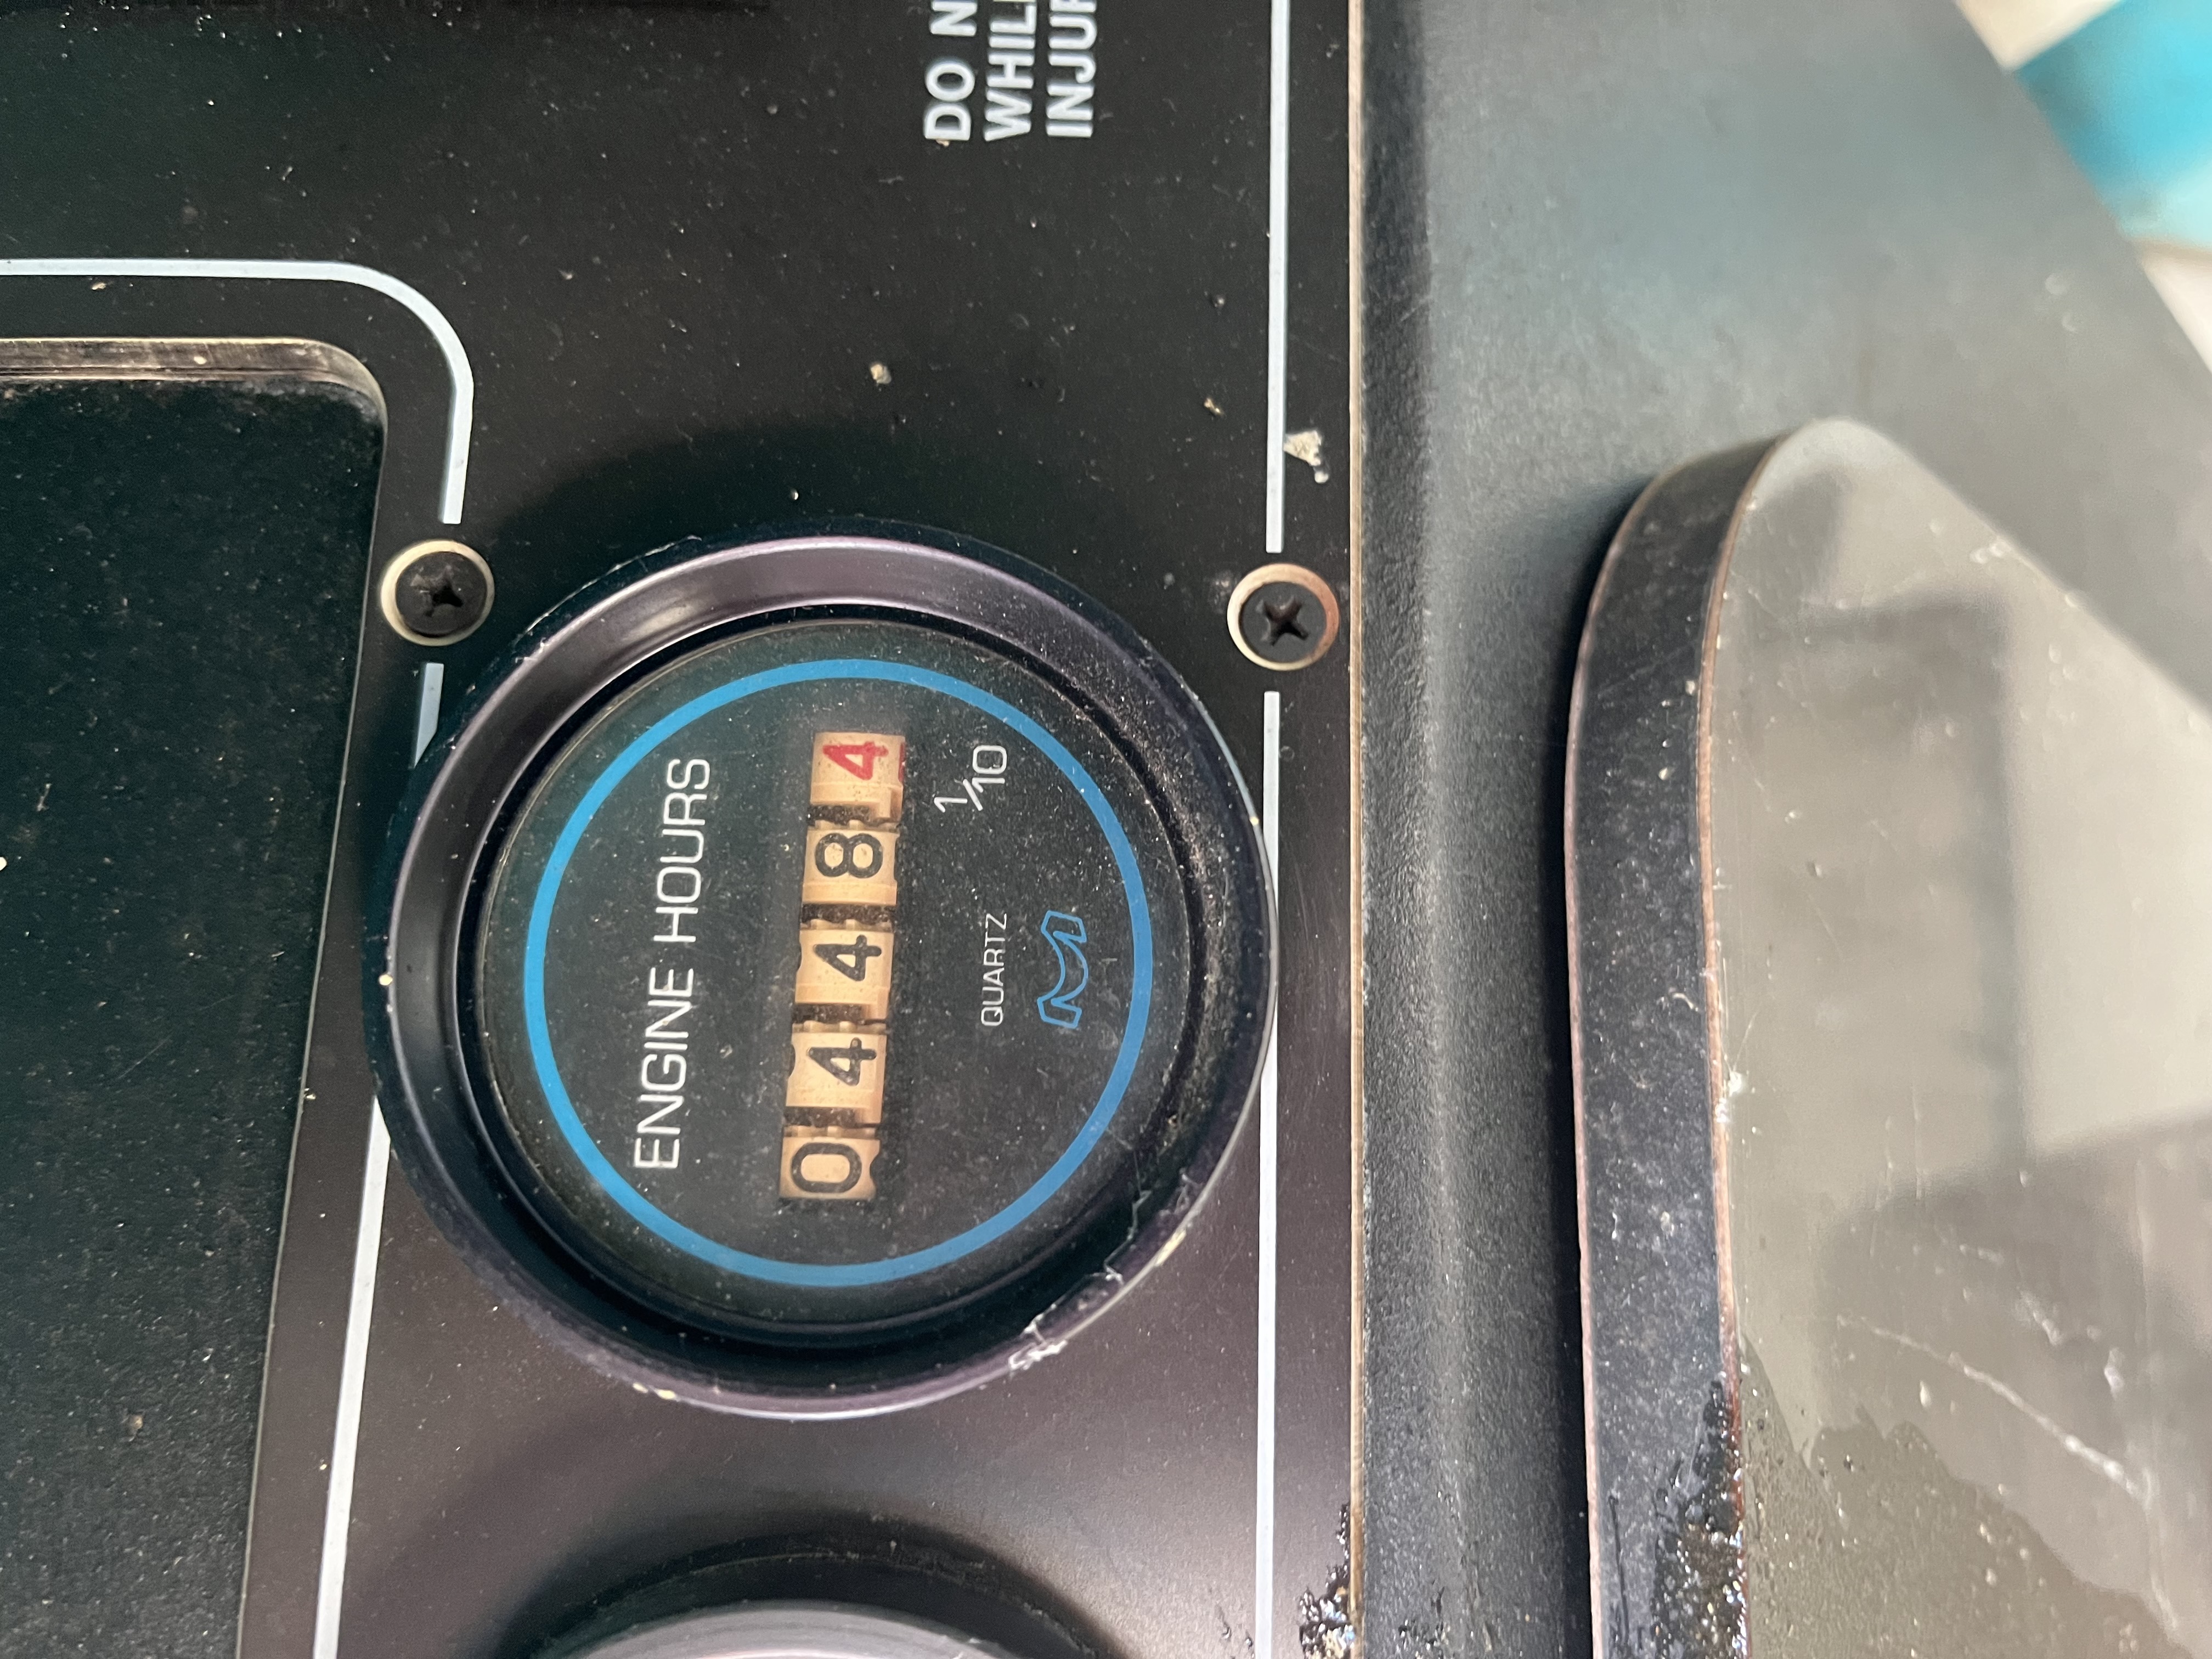 DO N
WHIL
INJUR
ENGINE HOURS
04484
1/10
QUARTZ